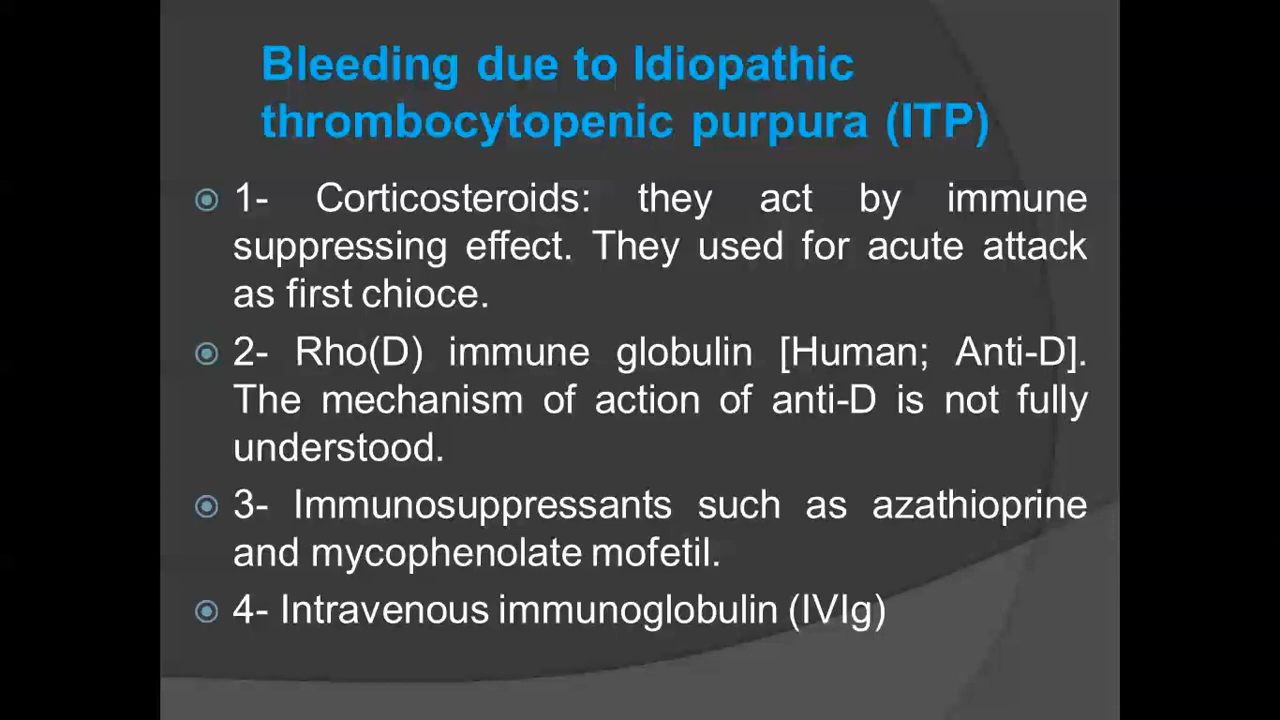 Bleeding due to Idiopathic
thrombocytopenic purpura (ITP)
1- Corticosteroids: they act by immune
suppressing effect. They used for acute attack
as first chioce.
2- Rho(D) immune globulin [Human; Anti-D].
The mechanism of action of anti-D is not fully
understood.
3- Immunosuppressants such as azathioprine
and mycophenolate mofetil.
4- Intravenous immunoglobulin (IVIg)